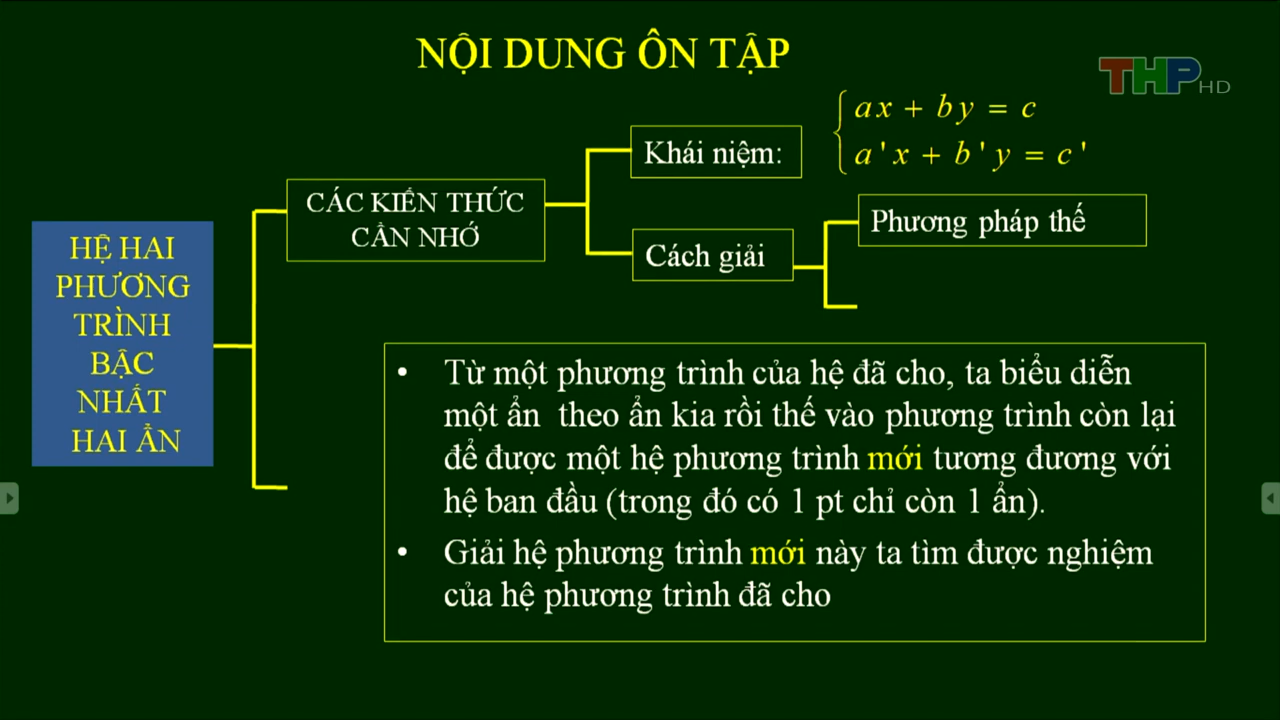 NỘI DUNG ÔN TẬP
THP HD
Khái niệm:
ax + by = c
a'x + b'y = c'
CÁC KIẾN THỨC
CẦN NHỚ
Phương pháp thế
Cách giải
HỆ HAI
PHƯƠNG
TRÌNH
BẬC
NHẤT
HAI ẨN
• Từ một phương trình của hệ đã cho, ta biểu diễn
một ẩn theo ẩn kia rồi thế vào phương trình còn lại
để được một hệ phương trình mới tương đương với
hệ ban đầu (trong đó có 1 pt chỉ còn 1 ẩn).
• Giải hệ phương trình mới này ta tìm được nghiệm
của hệ phương trình đã cho